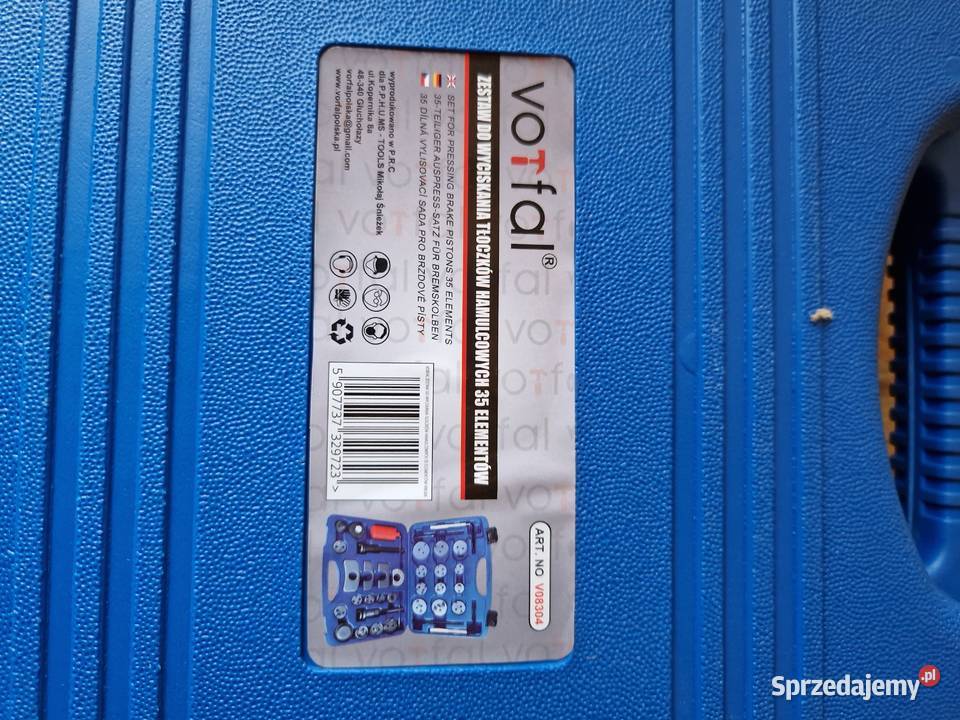 voTfal®
ZESTAW DO WYCISKANIA TŁOCZKÓW HAMULCOWYCH 35 ELEMENTÓW
SET FOR PRESSING BRAKE PISTONS 35 ELEMENTS
35-TEILIGER AUSPRESS-SATZ FÜR BREMSKOLBEN
35 DÍLNÁ VYLISOVACÍ SADA PRO BRZDOVÉ PÍSTY
wyprodukowano w P.R.C
dla P.P.H.U.MS - TOOLS Mikołaj Śnieżek
ul.Kopernika 8a
48-340 Głuchołazy
vorfalpolska@gmail.com
www.vorfalpolska.pl
5 907737 329723 >
ART. NO V08304
Sprzedajemy.pl